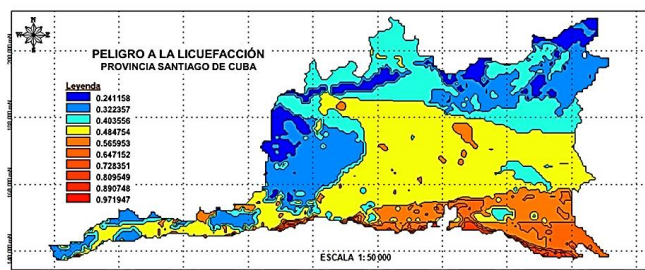 N
W
E
S
PELIGRO A LA LICUEFACCIÓN
PROVINCIA SANTIAGO DE CUBA
Leyenda
0.241158
0.322357
0.403556
0.484754
0.565953
0.647152
0.728351
0.809549
0.890748
0.971947
ESCALA 1:50 000